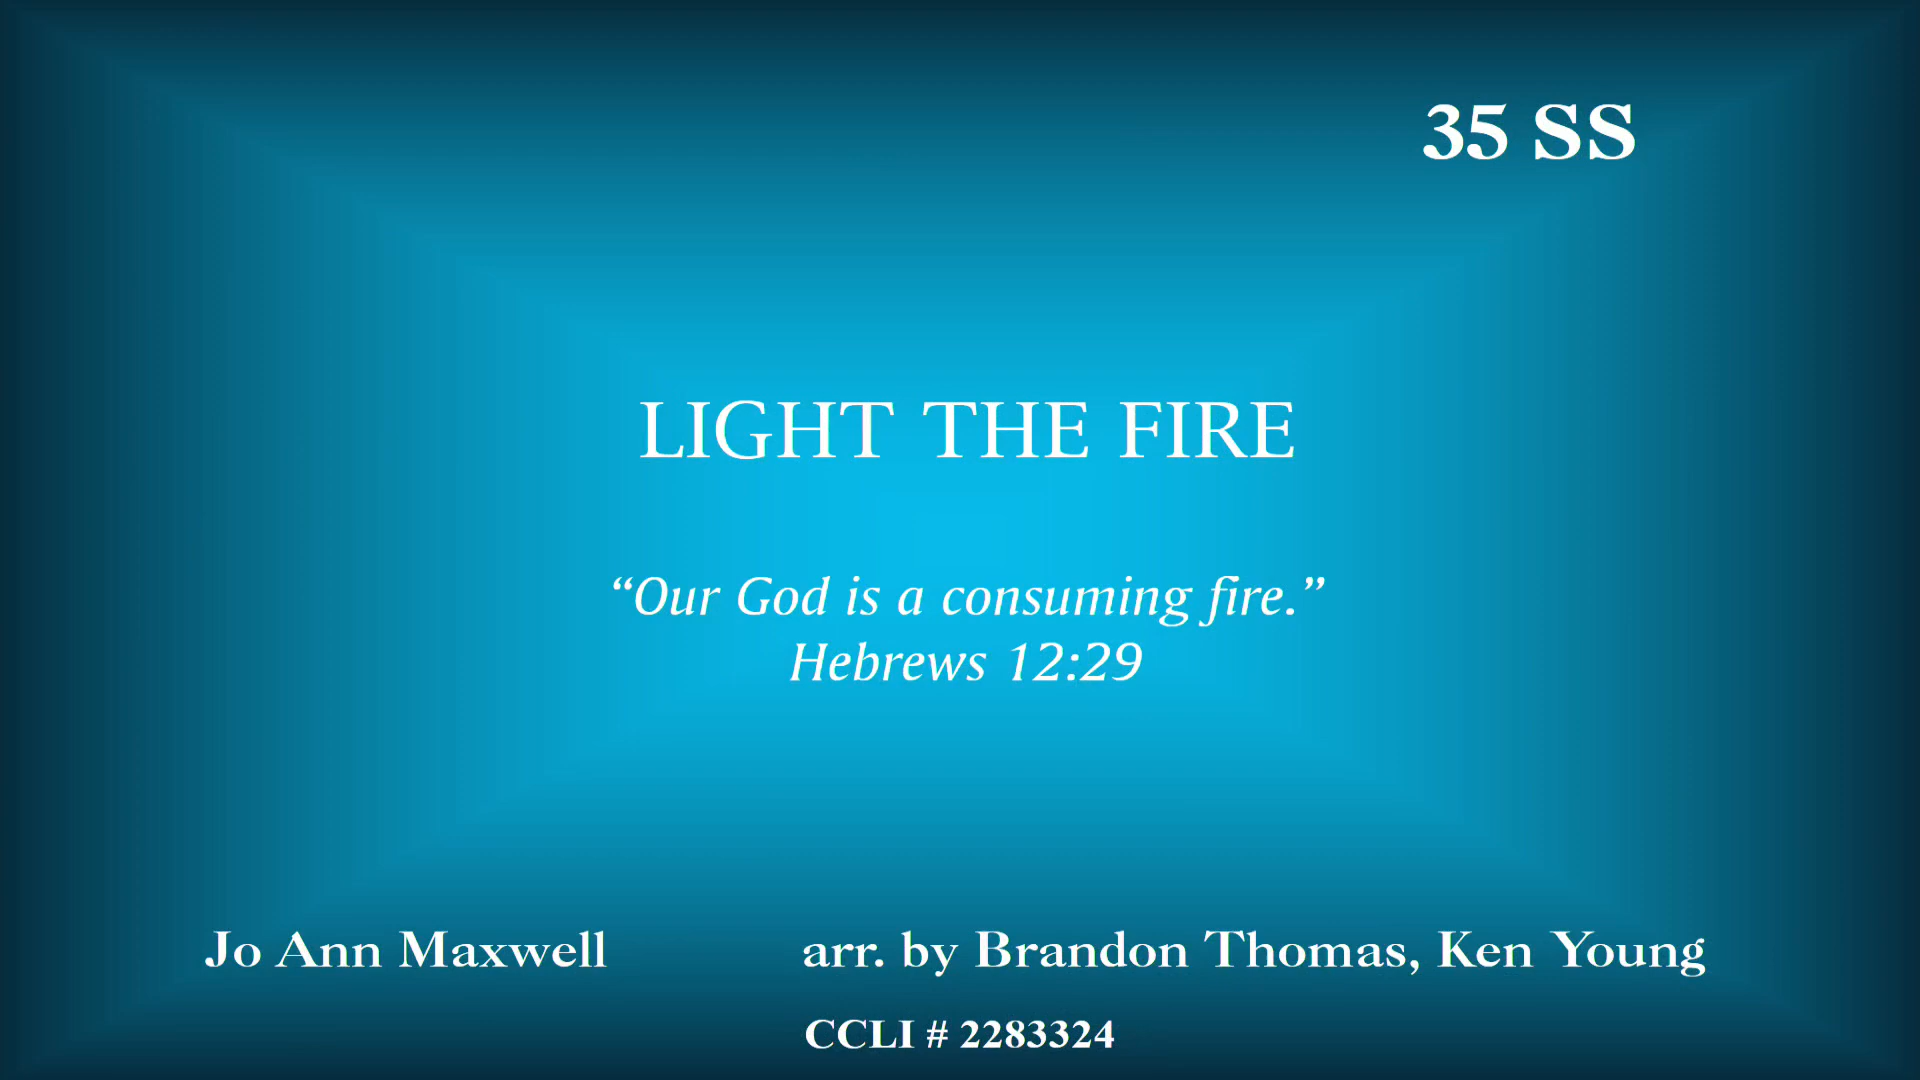 35 SS
LIGHT THE FIRE
“Our God is a consuming fire.”
Hebrews 12:29
Jo Ann Maxwell arr. by Brandon Thomas, Ken Young
CCLI # 2283324